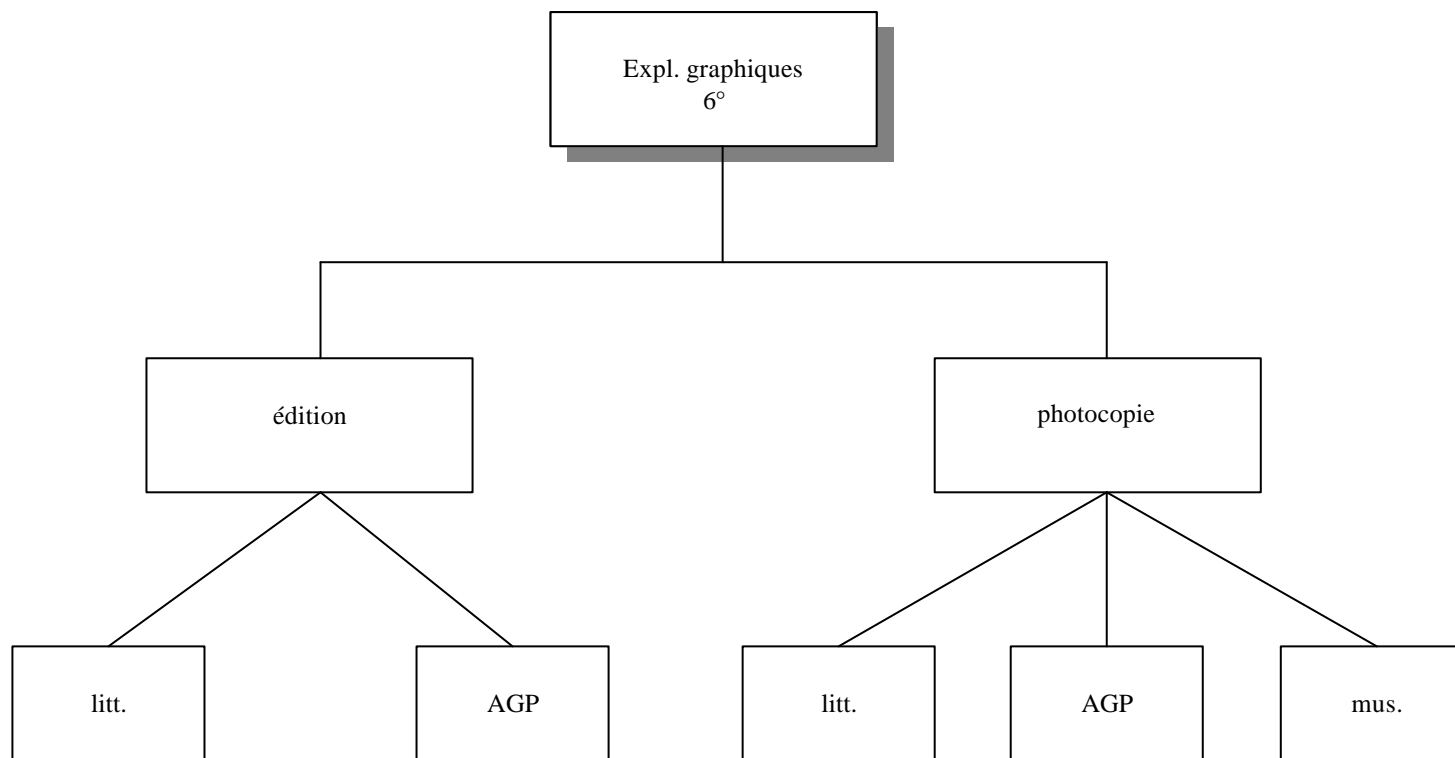 Expl. graphiques
6°
édition
photocopie
litt.
AGP
litt.
AGP
mus.